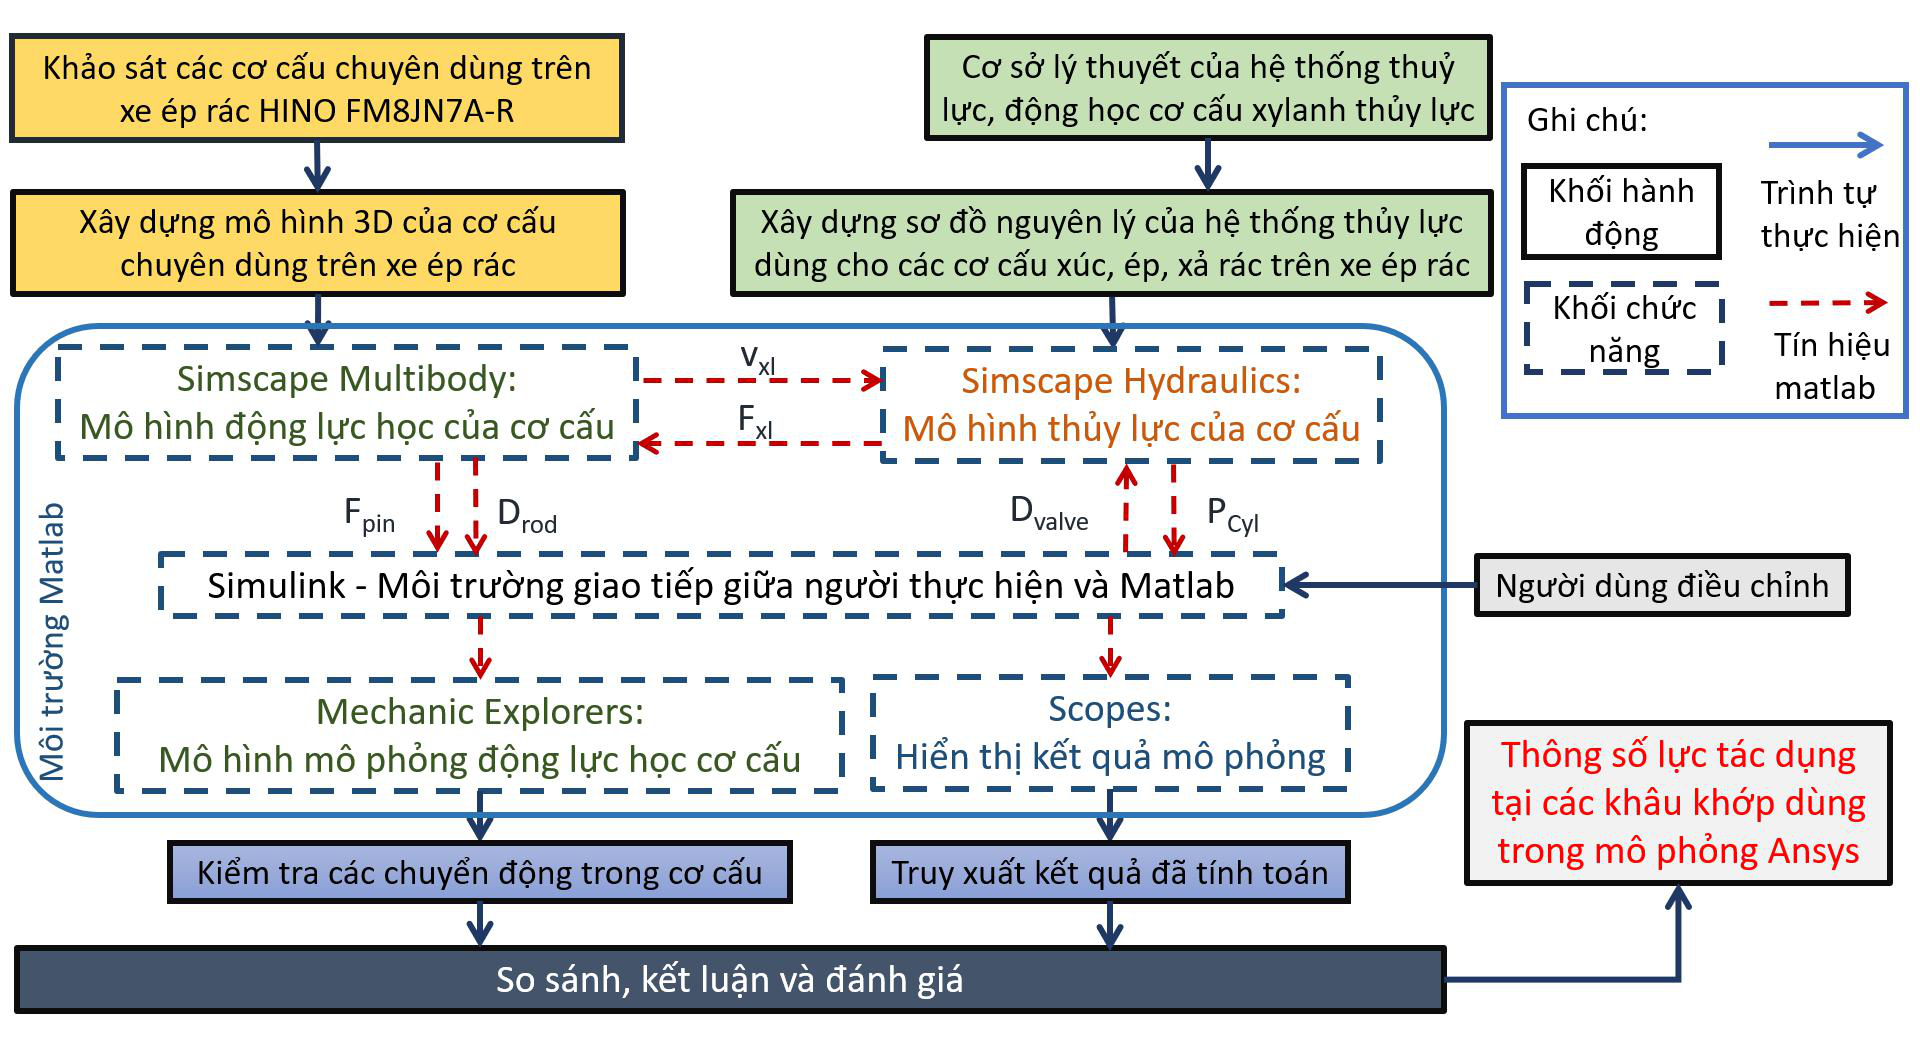 Khảo sát các cơ cấu chuyên dùng trên
xe ép rác HINO FM8JN7A-R
Cơ sở lý thuyết của hệ thống thuỷ
lực, động học cơ cấu xylanh thủy lực
Ghi chú:
Khối hành
động
Trình tự
thực hiện
Khối chức
năng
Tín hiệu
matlab
Xây dựng mô hình 3D của cơ cấu
chuyên dùng trên xe ép rác
Xây dựng sơ đồ nguyên lý của hệ thống thủy lực
dùng cho các cơ cấu xúc, ép, xả rác trên xe ép rác
Môi trường Matlab
Simscape Multibody:
Mô hình động lực học của cơ cấu
v_xl
F_xl
Simscape Hydraulics:
Mô hình thủy lực của cơ cấu
F_pin
D_rod
D_valve
P_Cyl
Simulink - Môi trường giao tiếp giữa người thực hiện và Matlab
Người dùng điều chỉnh
Mechanic Explorers:
Mô hình mô phỏng động lực học cơ cấu
Scopes:
Hiển thị kết quả mô phỏng
Thông số lực tác dụng
tại các khâu khớp dùng
trong mô phỏng Ansys
Kiểm tra các chuyển động trong cơ cấu
Truy xuất kết quả đã tính toán
So sánh, kết luận và đánh giá